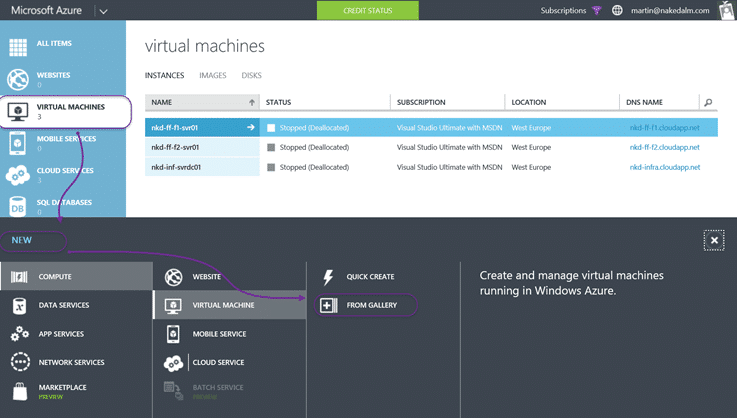 Microsoft Azure
CREDIT STATUS
Subscriptions
martin@nakedalm.com
ALL ITEMS
WEBSITES
0
VIRTUAL MACHINES
3
MOBILE SERVICES
0
CLOUD SERVICES
3
DB
SQL DATABASES
0
virtual machines
INSTANCES IMAGES DISKS
NAME STATUS SUBSCRIPTION LOCATION DNS NAME
nkd-ff-f1-svr01 Stopped (Deallocated) Visual Studio Ultimate with MSDN West Europe nkd-ff-f1.cloudapp.net
nkd-ff-f2-svr01 Stopped (Deallocated) Visual Studio Ultimate with MSDN West Europe nkd-ff-f2.cloudapp.net
nkd-inf-svrdc01 Stopped (Deallocated) Visual Studio Ultimate with MSDN West Europe nkd-infra.cloudapp.net
NEW
COMPUTE
DATA SERVICES
APP SERVICES
NETWORK SERVICES
MARKETPLACE
PREVIEW
WEBSITE
VIRTUAL MACHINE
MOBILE SERVICE
CLOUD SERVICE
BATCH SERVICE
PREVIEW
QUICK CREATE
FROM GALLERY
Create and manage virtual machines
running in Windows Azure.